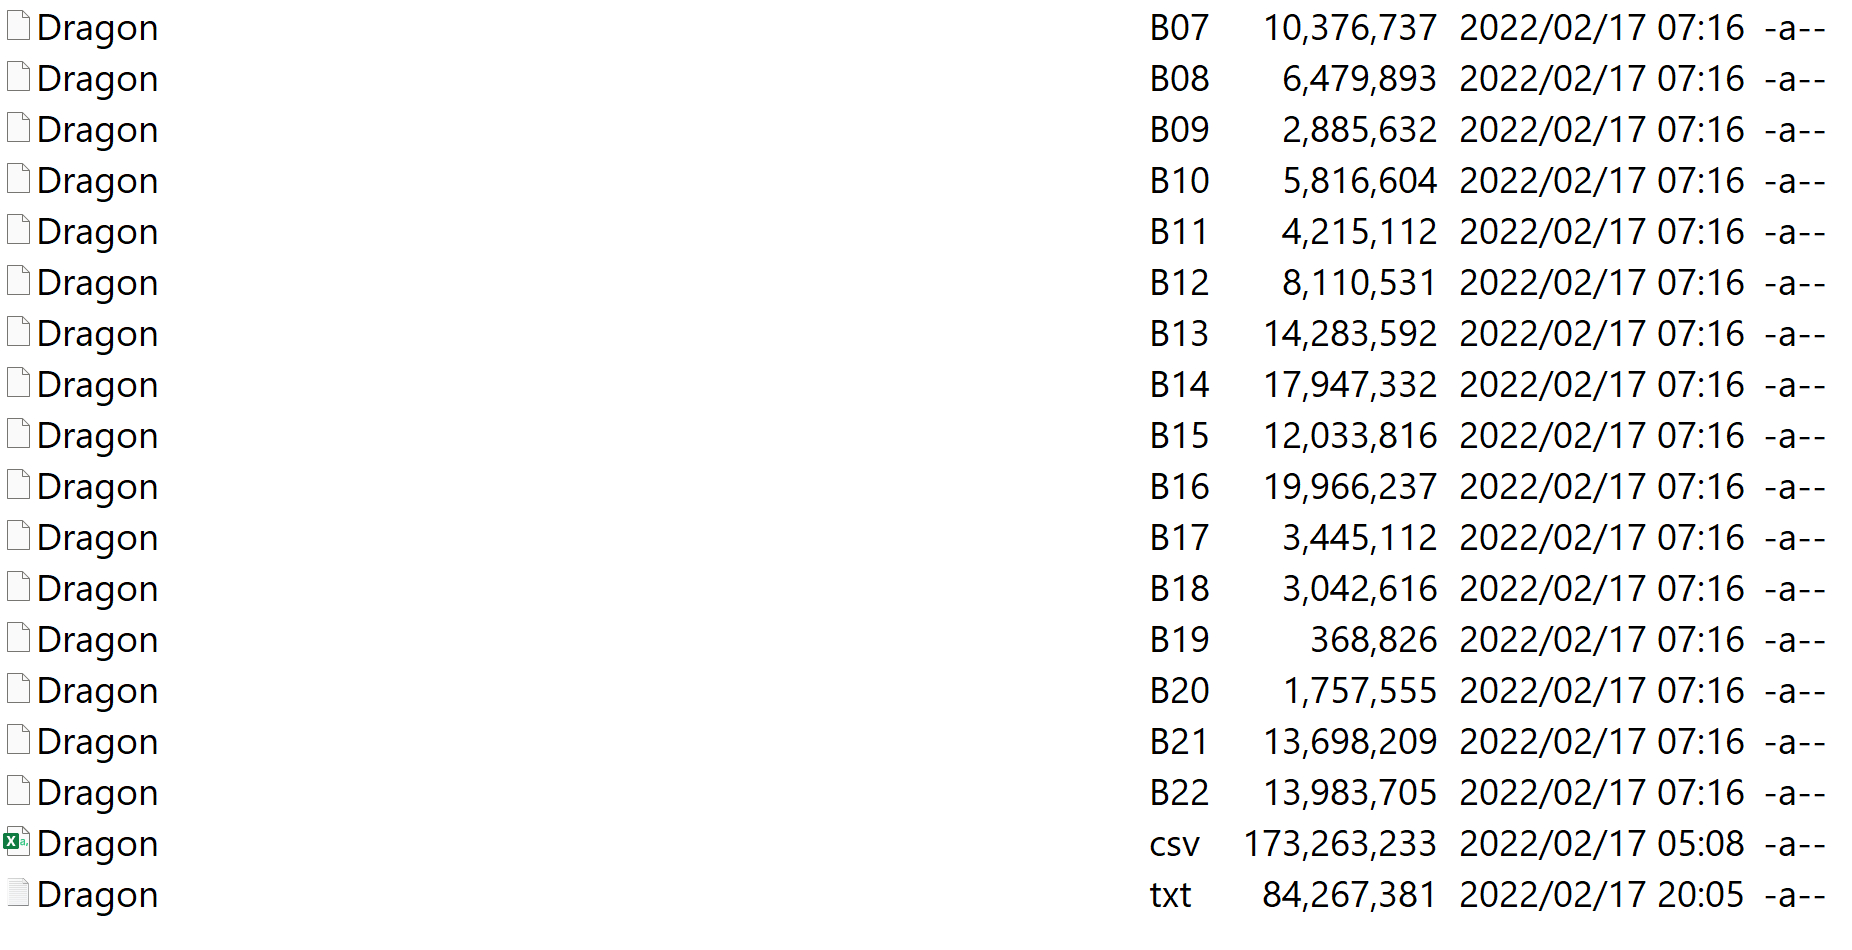 Dragon B07 10,376,737 2022/02/17 07:16 -a--
Dragon B08 6,479,893 2022/02/17 07:16 -a--
Dragon B09 2,885,632 2022/02/17 07:16 -a--
Dragon B10 5,816,604 2022/02/17 07:16 -a--
Dragon B11 4,215,112 2022/02/17 07:16 -a--
Dragon B12 8,110,531 2022/02/17 07:16 -a--
Dragon B13 14,283,592 2022/02/17 07:16 -a--
Dragon B14 17,947,332 2022/02/17 07:16 -a--
Dragon B15 12,033,816 2022/02/17 07:16 -a--
Dragon B16 19,966,237 2022/02/17 07:16 -a--
Dragon B17 3,445,112 2022/02/17 07:16 -a--
Dragon B18 3,042,616 2022/02/17 07:16 -a--
Dragon B19 368,826 2022/02/17 07:16 -a--
Dragon B20 1,757,555 2022/02/17 07:16 -a--
Dragon B21 13,698,209 2022/02/17 07:16 -a--
Dragon B22 13,983,705 2022/02/17 07:16 -a--
Dragon csv 173,263,233 2022/02/17 05:08 -a--
Dragon txt 84,267,381 2022/02/17 20:05 -a--